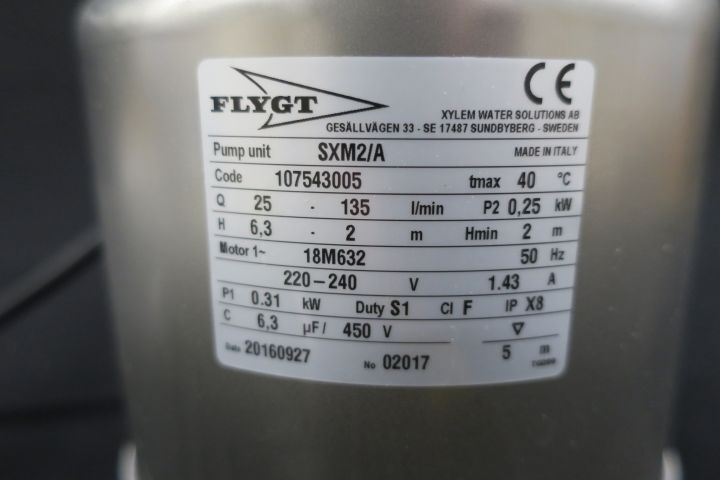 FLYGT
CE
XYLEM WATER SOLUTIONS AB
GESÄLLVÄGEN 33 - SE 17487 SUNDBYBERG - SWEDEN
Pump unit SXM2/A MADE IN ITALY
Code 107543005 tmax 40 °C
Q 25 - 135 l/min P2 0,25 kW
H 6,3 - 2 m Hmin 2 m
Motor 1~ 18M632 50 Hz
220-240 V 1.43 A
P1 0.31 kW Duty S1 Cl F IP X8
C 6,3 µF/ 450 V ▽
Date 20160927 No 02017 5 m